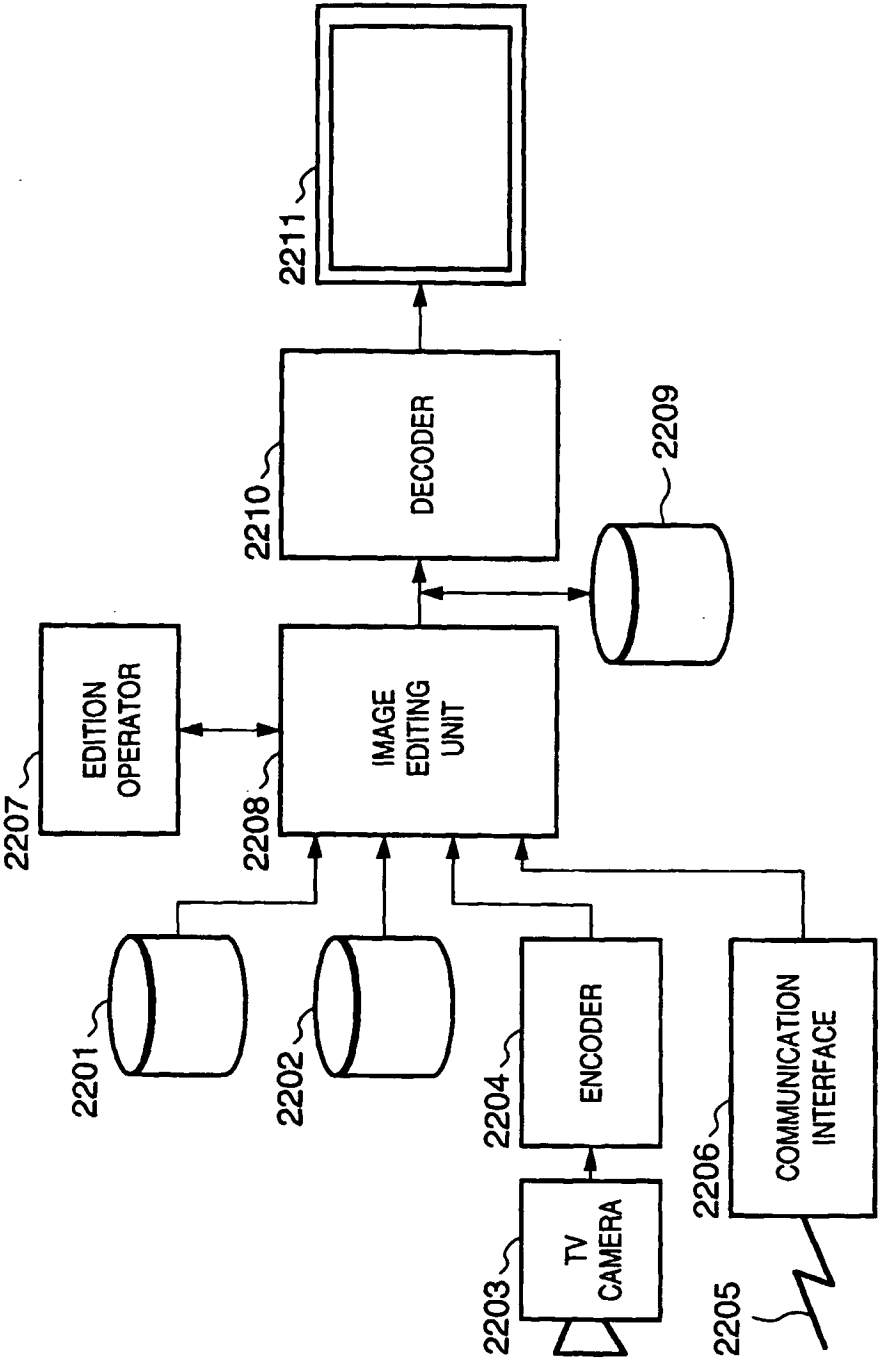 2201
2202
2203
TV
CAMERA
2204
ENCODER
2205
2206
COMMUNICATION
INTERFACE
2207
EDITION
OPERATOR
2208
IMAGE
EDITING
UNIT
2209
2210
DECODER
2211